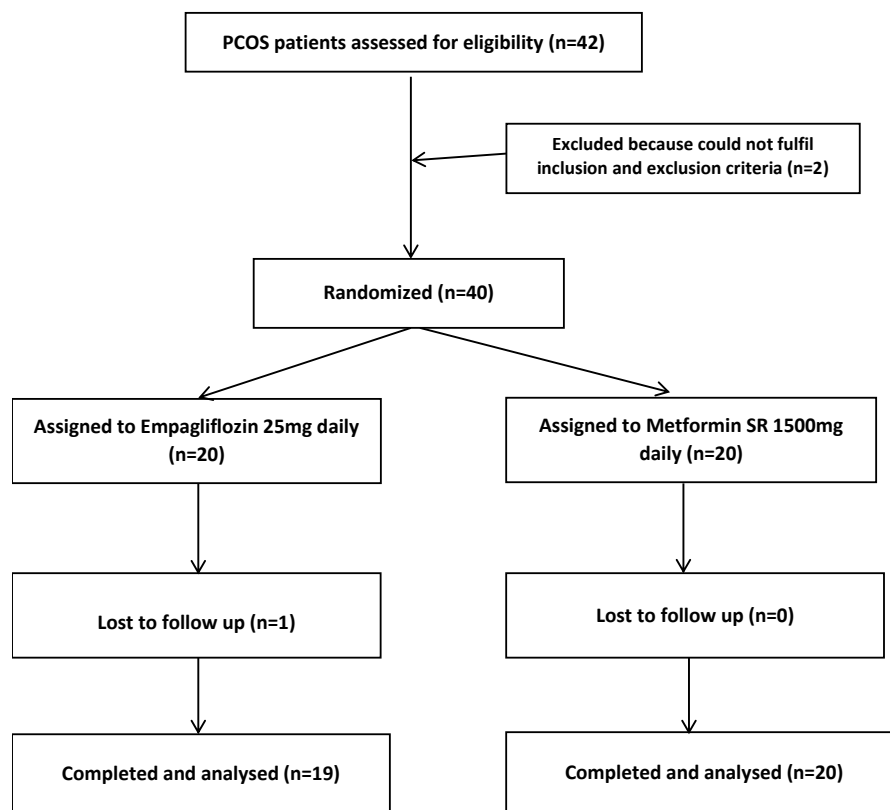 PCOS patients assessed for eligibility (n=42)
Excluded because could not fulfil
inclusion and exclusion criteria (n=2)
Randomized (n=40)
Assigned to Empagliflozin 25mg daily
(n=20)
Assigned to Metformin SR 1500mg
daily (n=20)
Lost to follow up (n=1)
Lost to follow up (n=0)
Completed and analysed (n=19)
Completed and analysed (n=20)